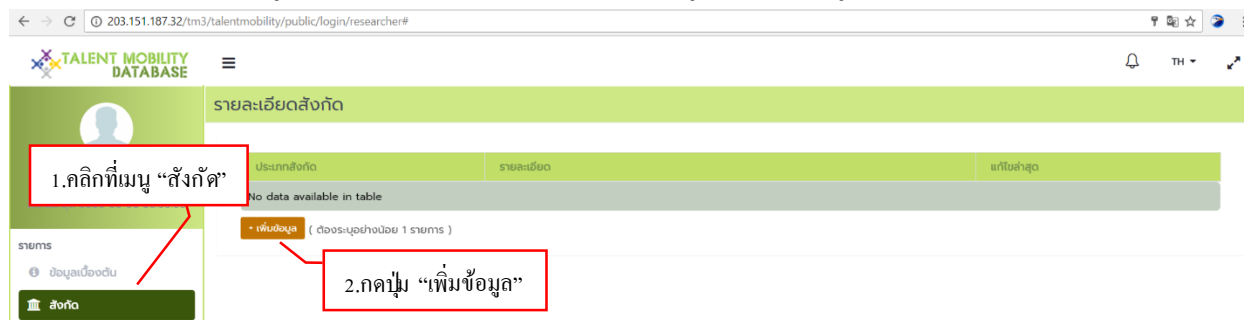 203.151.187.32/tm3/talentmobility/public/login/researcher#
TALENT MOBILITY
DATABASE
TH
รายละเอียดสังกัด
1.คลิกที่เมนู “สังกัด”
ประเภทสังกัด รายละเอียด แก้ไขล่าสุด
No data available in table
+ เพิ่มข้อมูล ( ต้องระบุอย่างน้อย 1 รายการ )
รายการ
2.กดปุ่ม “เพิ่มข้อมูล”
ข้อมูลเบื้องต้น
สังกัด